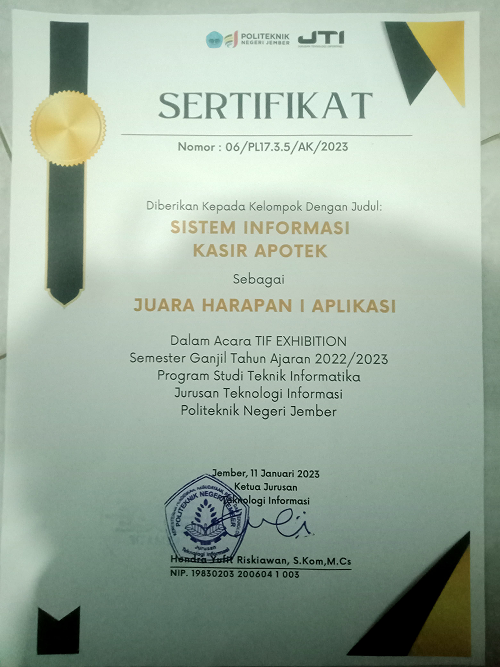 POLITEKNIK
NEGERI JEMBER
JTI
SERTIFIKAT
Nomor : 06/PL17.3.5/AK/2023
Diberikan Kepada Kelompok Dengan Judul:
SISTEM INFORMASI
KASIR APOTEK
Sebagai
JUARA HARAPAN I APLIKASI
Dalam Acara TIF EXHIBITION
Semester Ganjil Tahun Ajaran 2022/2023
Program Studi Teknik Informatika
Jurusan Teknologi Informasi
Politeknik Negeri Jember
Jember, 11 Januari 2023
Ketua Jurusan
Teknologi Informasi
POLITEKNIK NEGERI JEMBER
Jurusan
Teknologi Informasi
Hendra Yufit Riskiawan, S.Kom,M.Cs
NIP. 19830203 200604 1 003